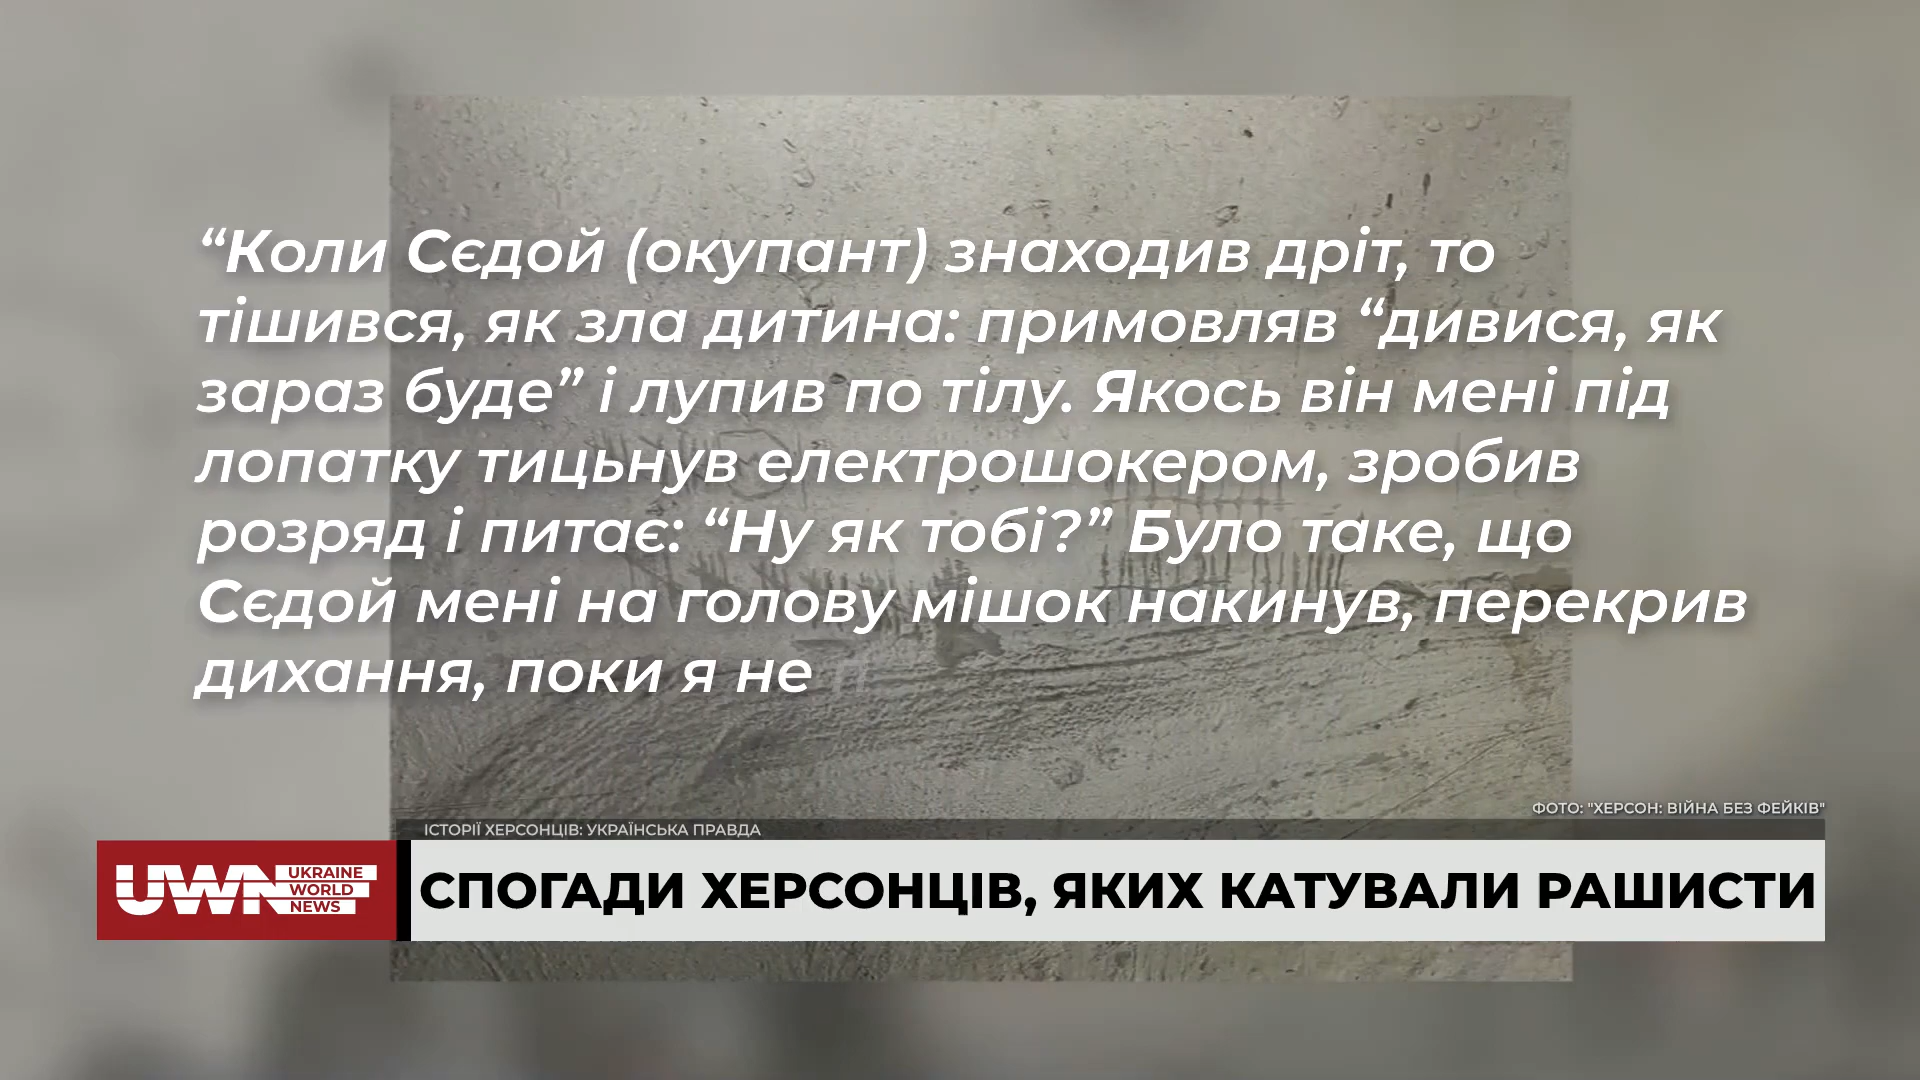 “Коли Сєдой (окупант) знаходив дріт, то
тішився, як зла дитина: примовляв “дивися, як
зараз буде” і лупив по тілу. Якось він мені під
лопатку тицьнув електрошокером, зробив
розряд і питає: “Ну як тобі?” Було таке, що
Сєдой мені на голову мішок накинув, перекрив
дихання, поки я не
ФОТО: "ХЕРСОН: ВІЙНА БЕЗ ФЕЙКІВ"
ІСТОРІЇ ХЕРСОНЦІВ: УКРАЇНСЬКА ПРАВДА
UWN
UKRAINE
WORLD
NEWS
СПОГАДИ ХЕРСОНЦІВ, ЯКИХ КАТУВАЛИ РАШИСТИ